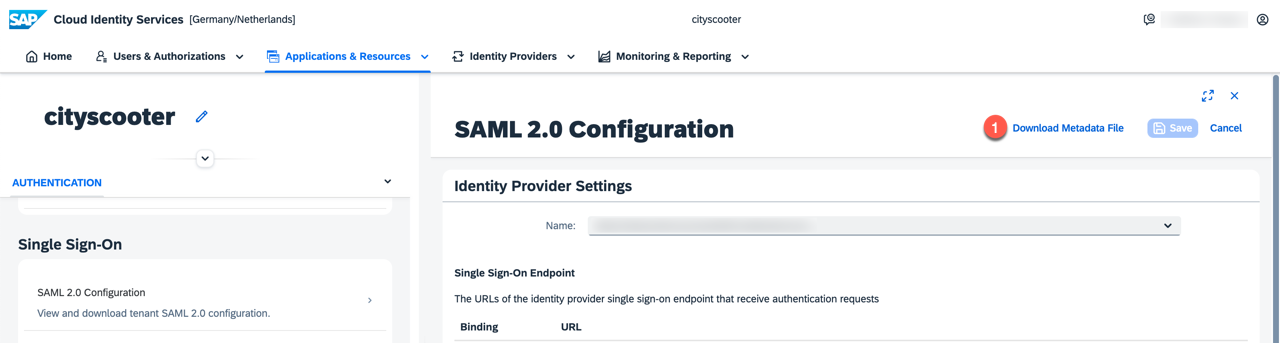 SAP Cloud Identity Services [Germany/Netherlands]
cityscooter
Home
Users & Authorizations
Applications & Resources
Identity Providers
Monitoring & Reporting
cityscooter
AUTHENTICATION
Single Sign-On
SAML 2.0 Configuration
View and download tenant SAML 2.0 configuration.
SAML 2.0 Configuration
1
Download Metadata File
Save
Cancel
Identity Provider Settings
Name:
Single Sign-On Endpoint
The URLs of the identity provider single sign-on endpoint that receive authentication requests
Binding
URL